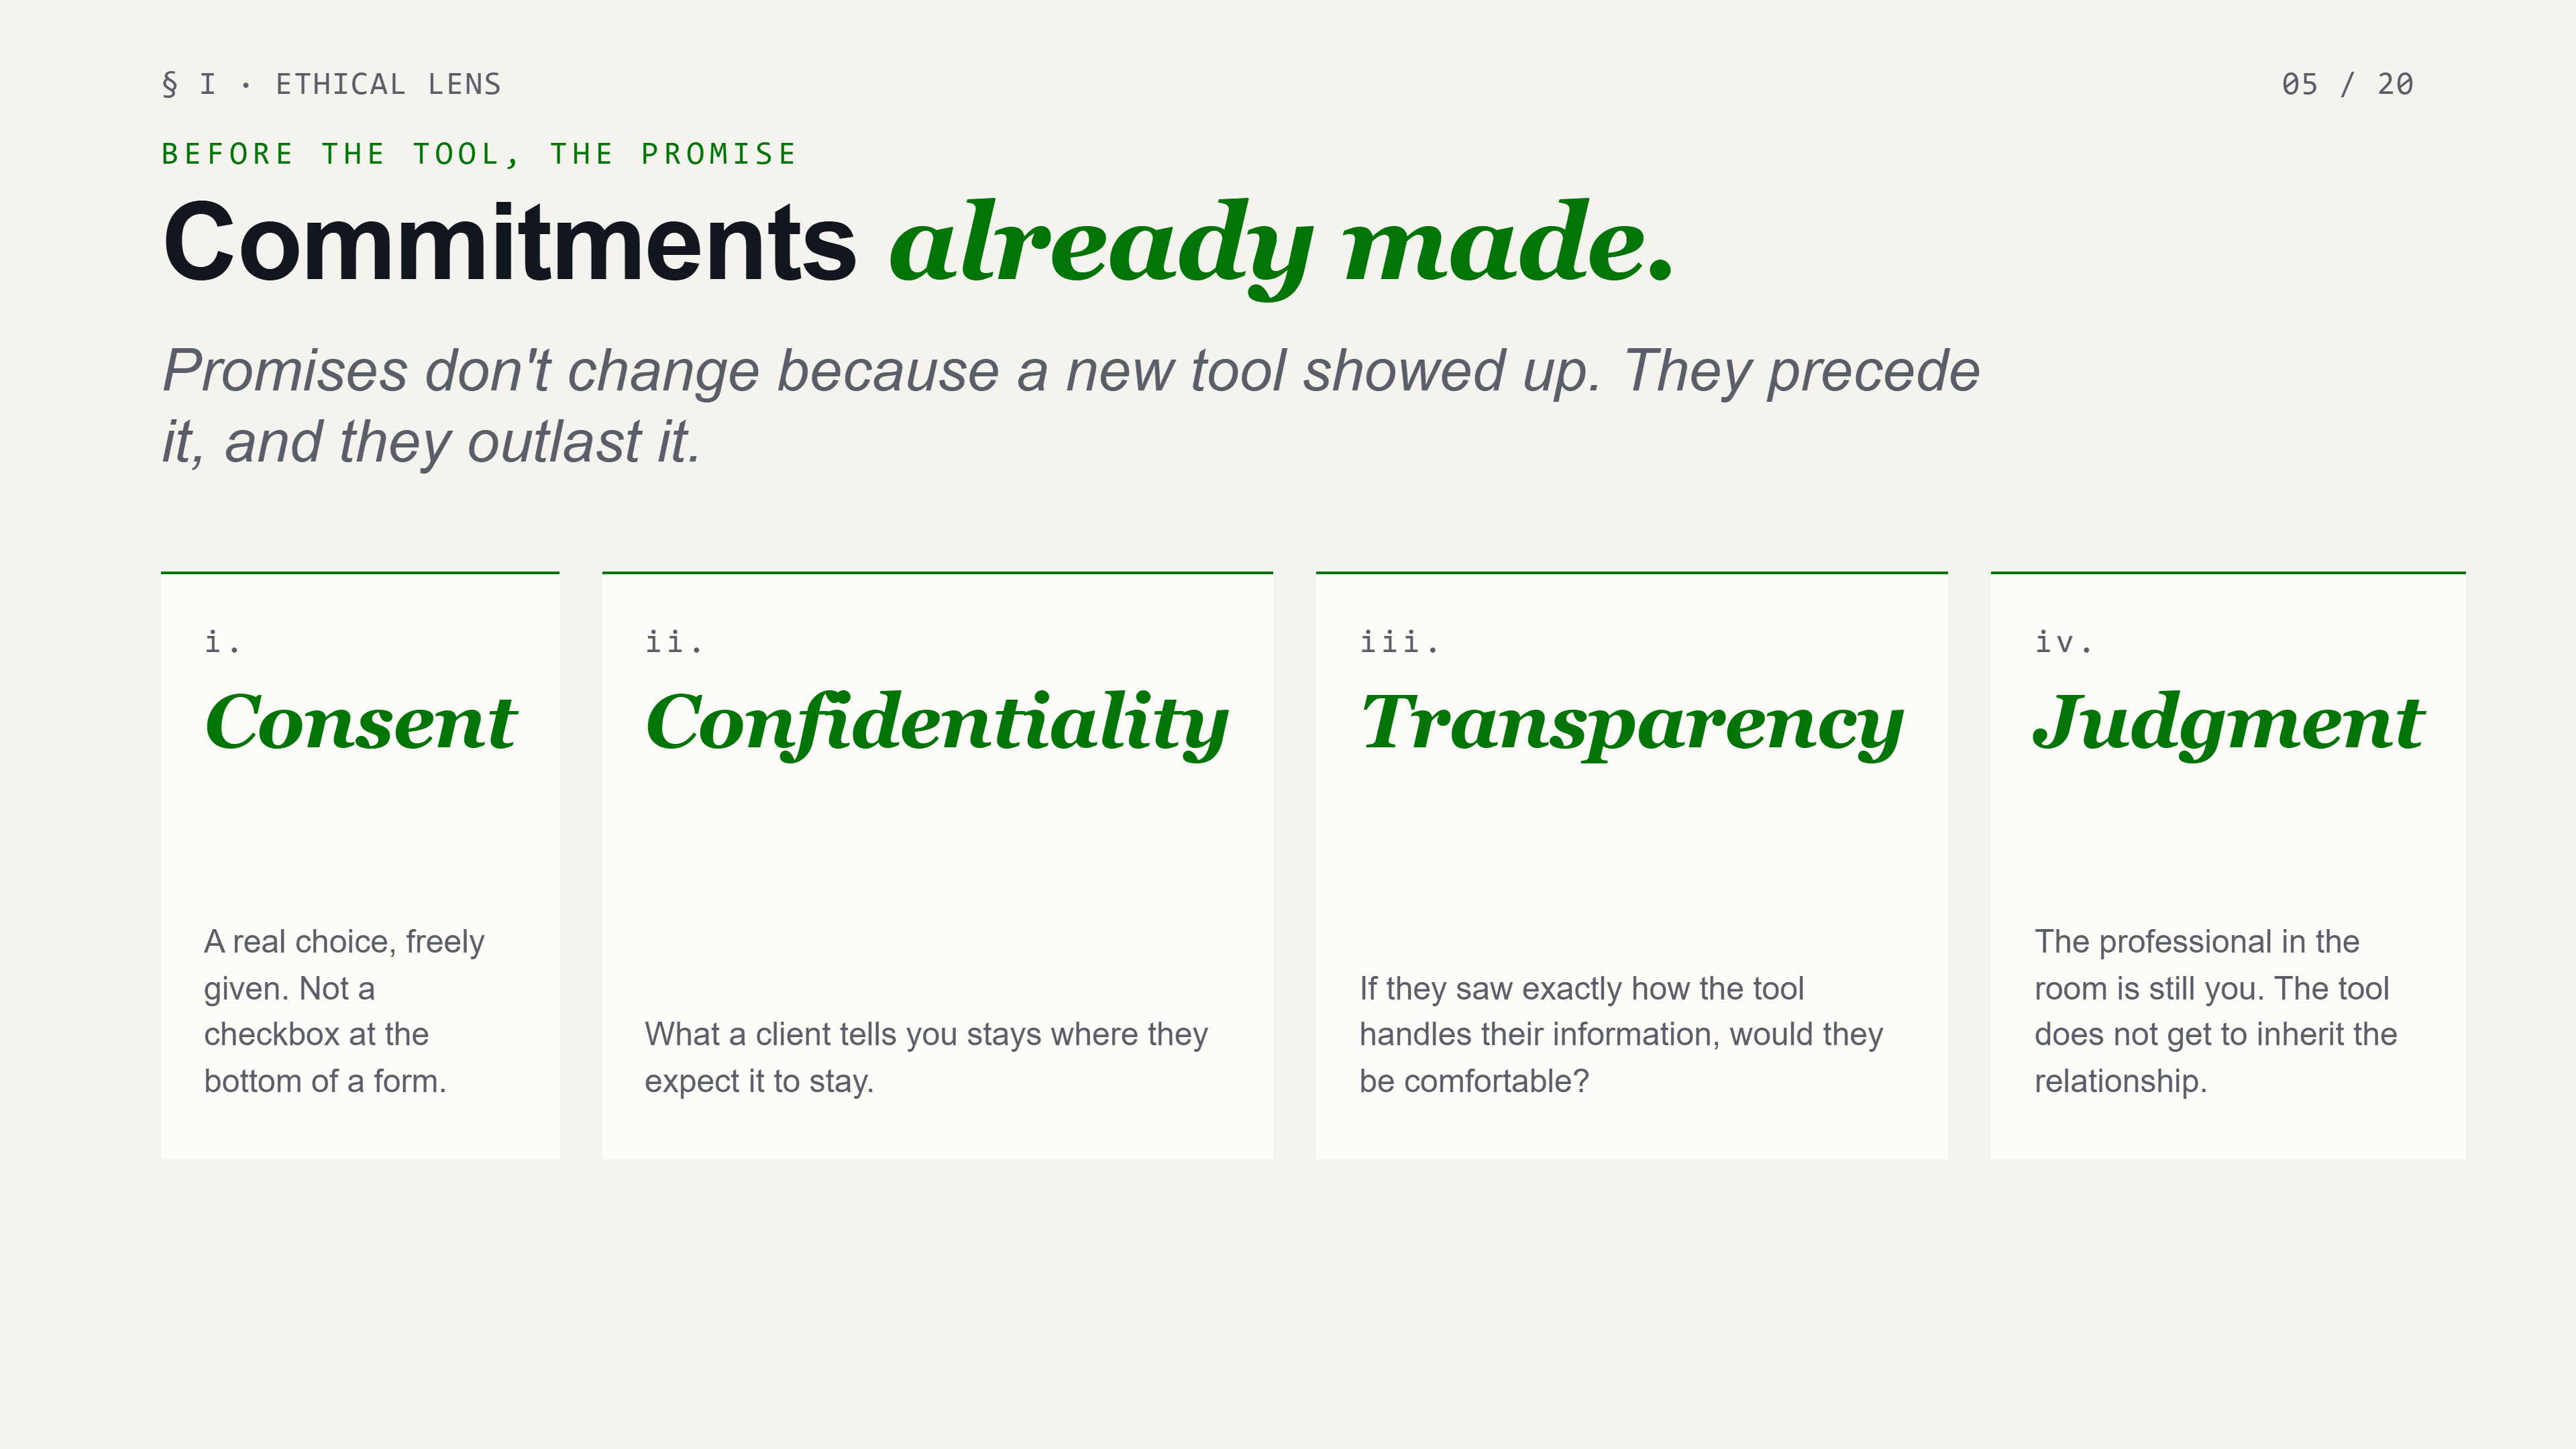 § I · ETHICAL LENS
05 / 20
BEFORE THE TOOL, THE PROMISE
Commitments already made.
Promises don't change because a new tool showed up. They precede
it, and they outlast it.
i.
Consent
A real choice, freely
given. Not a
checkbox at the
bottom of a form.
ii.
Confidentiality
What a client tells you stays where they
expect it to stay.
iii.
Transparency
If they saw exactly how the tool
handles their information, would they
be comfortable?
iv.
Judgment
The professional in the
room is still you. The tool
does not get to inherit the
relationship.